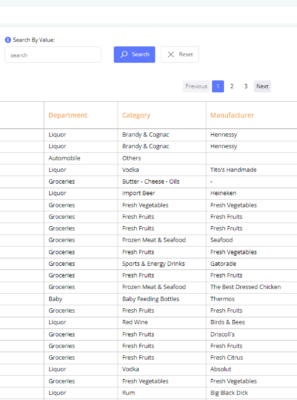 Search By Value:
search Search Reset
Previous 1 2 3 Next
Department Category Manufacturer
Liquor Brandy & Cognac Hennessy
Liquor Brandy & Cognac Hennessy
Automobile Others
Liquor Vodka Tito's Handmade
Groceries Butter - Cheese - Oils -
Liquor Import Beer Heineken
Groceries Fresh Vegetables Fresh Vegetables
Groceries Fresh Fruits Fresh Fruits
Groceries Fresh Fruits Fresh Fruits
Groceries Frozen Meat & Seafood Seafood
Groceries Fresh Fruits Fresh Vegetables
Groceries Sports & Energy Drinks Gatorade
Groceries Fresh Fruits Fresh Fruits
Groceries Frozen Meat & Seafood The Best Dressed Chicken
Baby Baby Feeding Bottles Thermos
Groceries Fresh Fruits Fresh Fruits
Liquor Red Wine Birds & Bees
Groceries Fresh Fruits Driscoll's
Groceries Fresh Fruits Fresh Fruits
Groceries Fresh Fruits Fresh Citrus
Liquor Vodka Absolut
Groceries Fresh Vegetables Fresh Vegetables
Liquor Rum Big Black Dick